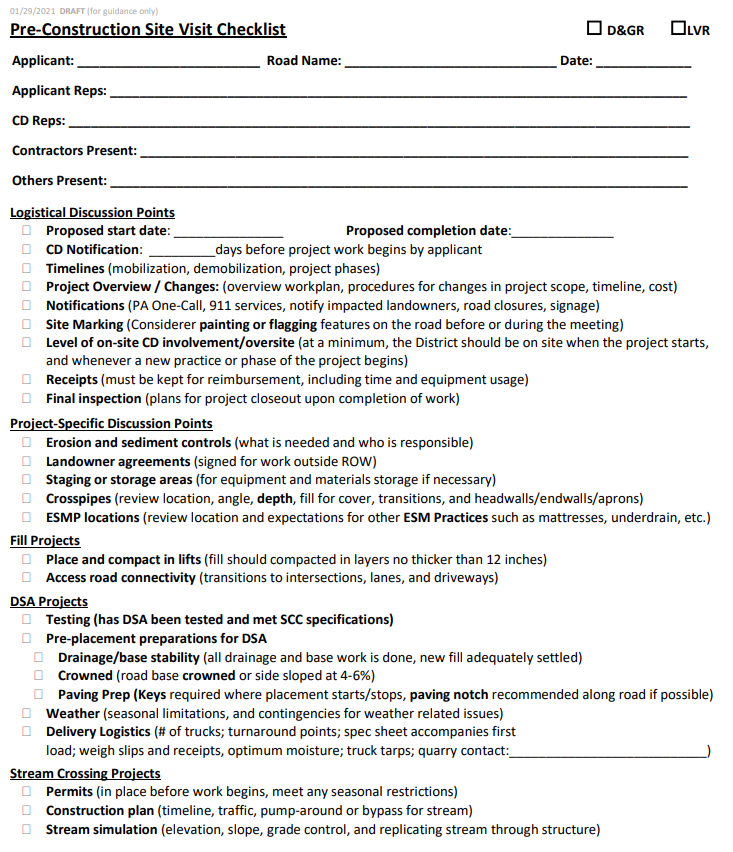 01/29/2021 DRAFT (for guidance only)
Pre-Construction Site Visit Checklist ☐ D&GR ☐LVR
Applicant: __________________________ Road Name: ______________________________ Date: _____________
Applicant Reps: ___________________________________________________________________________________
CD Reps: _________________________________________________________________________________________
Contractors Present: ______________________________________________________________________________
Others Present: ___________________________________________________________________________________
Logistical Discussion Points
☐ Proposed start date: ________________ Proposed completion date:_______________
☐ CD Notification: __________days before project work begins by applicant
☐ Timelines (mobilization, demobilization, project phases)
☐ Project Overview / Changes: (overview workplan, procedures for changes in project scope, timeline, cost)
☐ Notifications (PA One-Call, 911 services, notify impacted landowners, road closures, signage)
☐ Site Marking (Considerer painting or flagging features on the road before or during the meeting)
☐ Level of on-site CD involvement/oversite (at a minimum, the District should be on site when the project starts,
and whenever a new practice or phase of the project begins)
☐ Receipts (must be kept for reimbursement, including time and equipment usage)
☐ Final inspection (plans for project closeout upon completion of work)
Project-Specific Discussion Points
☐ Erosion and sediment controls (what is needed and who is responsible)
☐ Landowner agreements (signed for work outside ROW)
☐ Staging or storage areas (for equipment and materials storage if necessary)
☐ Crosspipes (review location, angle, depth, fill for cover, transitions, and headwalls/endwalls/aprons)
☐ ESMP locations (review location and expectations for other ESM Practices such as mattresses, underdrain, etc.)
Fill Projects
☐ Place and compact in lifts (fill should compacted in layers no thicker than 12 inches)
☐ Access road connectivity (transitions to intersections, lanes, and driveways)
DSA Projects
☐ Testing (has DSA been tested and met SCC specifications)
☐ Pre-placement preparations for DSA
☐ Drainage/base stability (all drainage and base work is done, new fill adequately settled)
☐ Crowned (road base crowned or side sloped at 4-6%)
☐ Paving Prep (Keys required where placement starts/stops, paving notch recommended along road if possible)
☐ Weather (seasonal limitations, and contingencies for weather related issues)
☐ Delivery Logistics (# of trucks; turnaround points; spec sheet accompanies first
load; weigh slips and receipts, optimum moisture; truck tarps; quarry contact:____________________________)
Stream Crossing Projects
☐ Permits (in place before work begins, meet any seasonal restrictions)
☐ Construction plan (timeline, traffic, pump-around or bypass for stream)
☐ Stream simulation (elevation, slope, grade control, and replicating stream through structure)